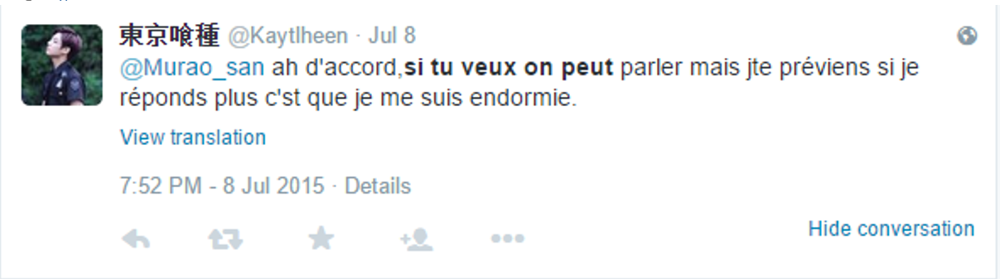 東京喰種 @Kaytlheen · Jul 8
@Murao_san ah d'accord,si tu veux on peut parler mais jte préviens si je
réponds plus c'st que je me suis endormie.
View translation
7:52 PM - 8 Jul 2015 · Details
Hide conversation